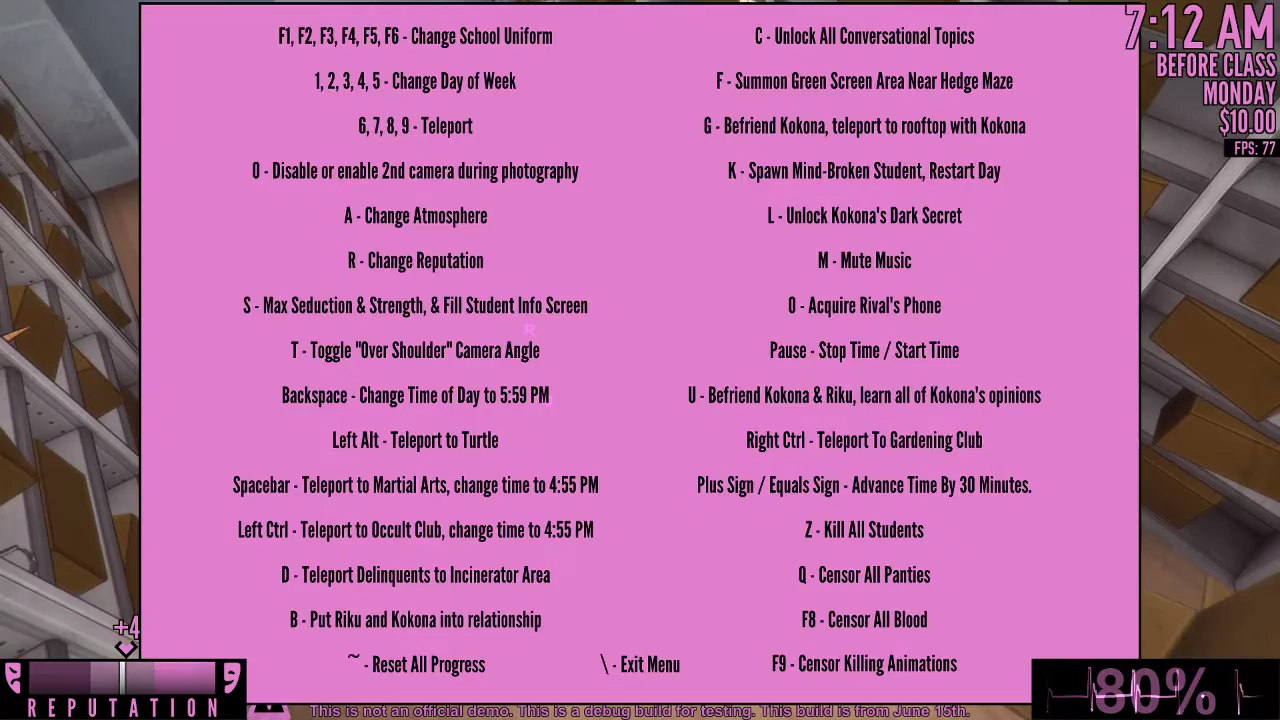 F1, F2, F3, F4, F5, F6 - Change School Uniform
1, 2, 3, 4, 5 - Change Day of Week
6, 7, 8, 9 - Teleport
0 - Disable or enable 2nd camera during photography
A - Change Atmosphere
R - Change Reputation
S - Max Seduction & Strength, & Fill Student Info Screen
T - Toggle "Over Shoulder" Camera Angle
Backspace - Change Time of Day to 5:59 PM
Left Alt - Teleport to Turtle
Spacebar - Teleport to Martial Arts, change time to 4:55 PM
Left Ctrl - Teleport to Occult Club, change time to 4:55 PM
D - Teleport Delinquents to Incinerator Area
B - Put Riku and Kokona into relationship
~ - Reset All Progress
\ - Exit Menu
C - Unlock All Conversational Topics
F - Summon Green Screen Area Near Hedge Maze
G - Befriend Kokona, teleport to rooftop with Kokona
K - Spawn Mind-Broken Student, Restart Day
L - Unlock Kokona's Dark Secret
M - Mute Music
O - Acquire Rival's Phone
Pause - Stop Time / Start Time
U - Befriend Kokona & Riku, learn all of Kokona's opinions
Right Ctrl - Teleport To Gardening Club
Plus Sign / Equals Sign - Advance Time By 30 Minutes.
Z - Kill All Students
Q - Censor All Panties
F8 - Censor All Blood
F9 - Censor Killing Animations
7:12 AM
BEFORE CLASS
MONDAY
$10.00
FPS: 77
+4
REPUTATION
80%
This is not an official demo. This is a debug build for testing. This build is from June 15th.